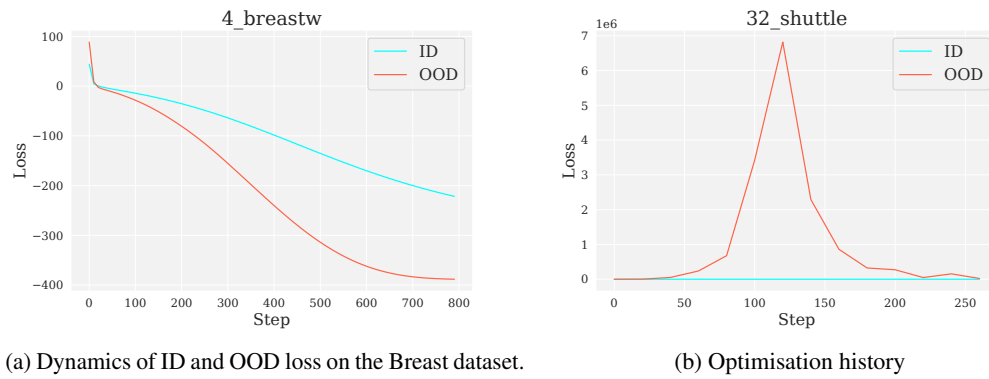 4_breastw
100
0
−100
−200
−300
−400
Loss
0 100 200 300 400 500 600 700 800
Step
ID
OOD
32_shuttle
1e6
7
6
5
4
3
2
1
0
Loss
0 50 100 150 200 250
Step
ID
OOD
(a) Dynamics of ID and OOD loss on the Breast dataset.
(b) Optimisation history